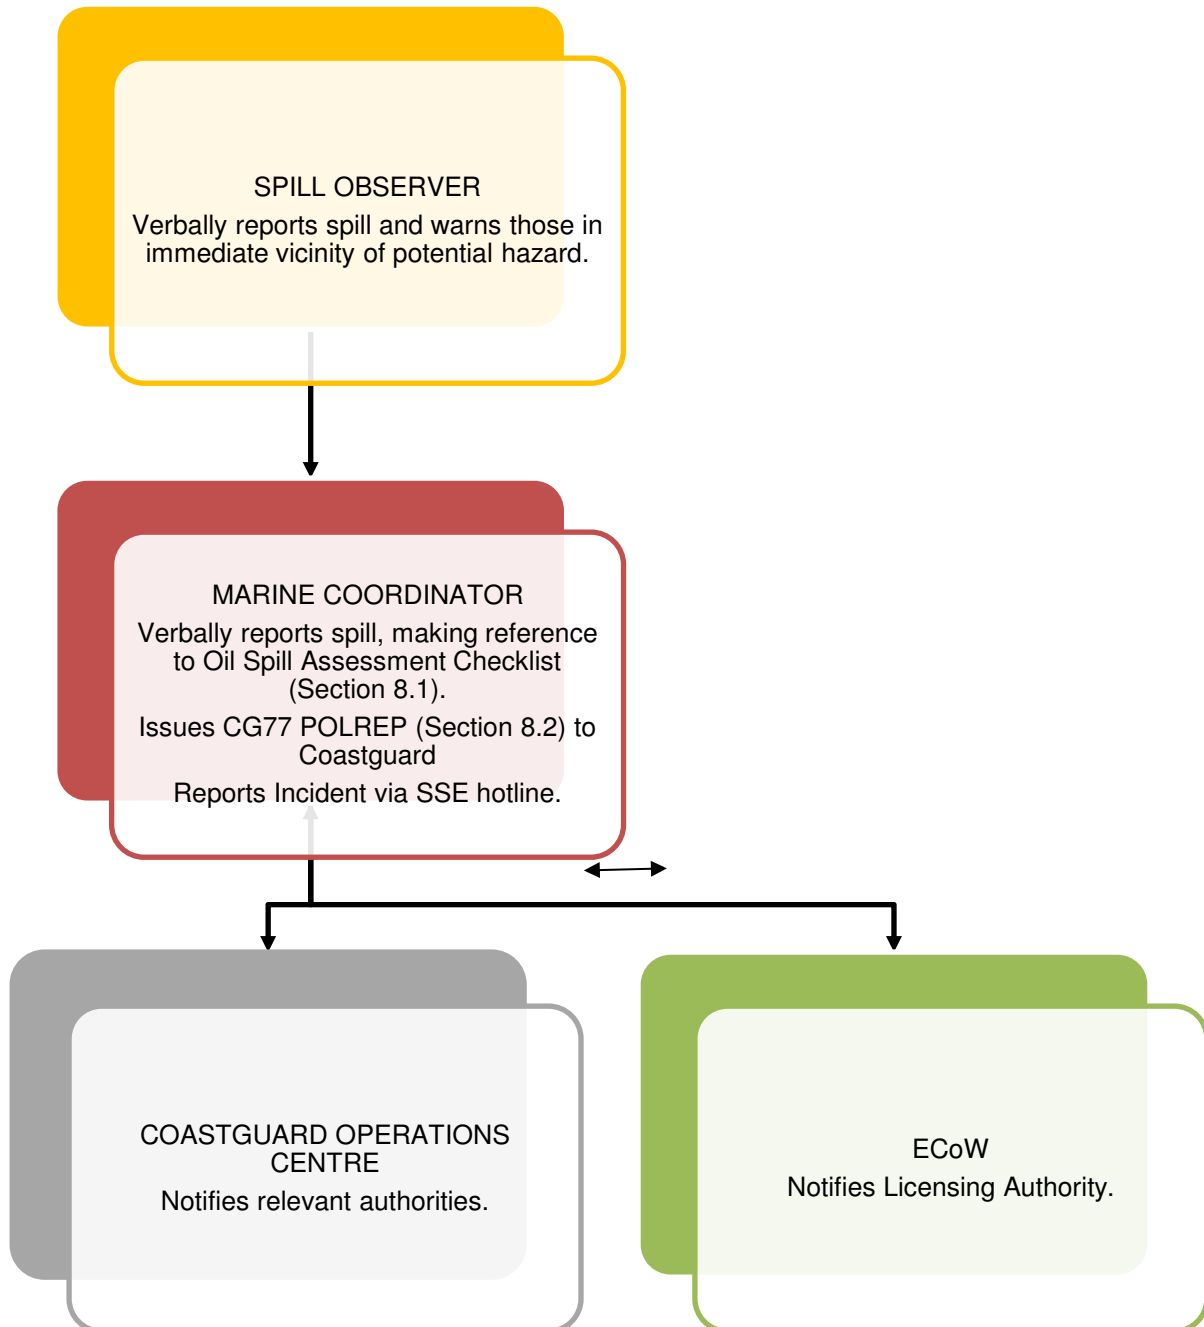 SPILL OBSERVER
Verbally reports spill and warns those in
immediate vicinity of potential hazard.
MARINE COORDINATOR
Verbally reports spill, making reference
to Oil Spill Assessment Checklist
(Section 8.1).
Issues CG77 POLREP (Section 8.2) to
Coastguard
Reports Incident via SSE hotline.
COASTGUARD OPERATIONS
CENTRE
Notifies relevant authorities.
ECoW
Notifies Licensing Authority.